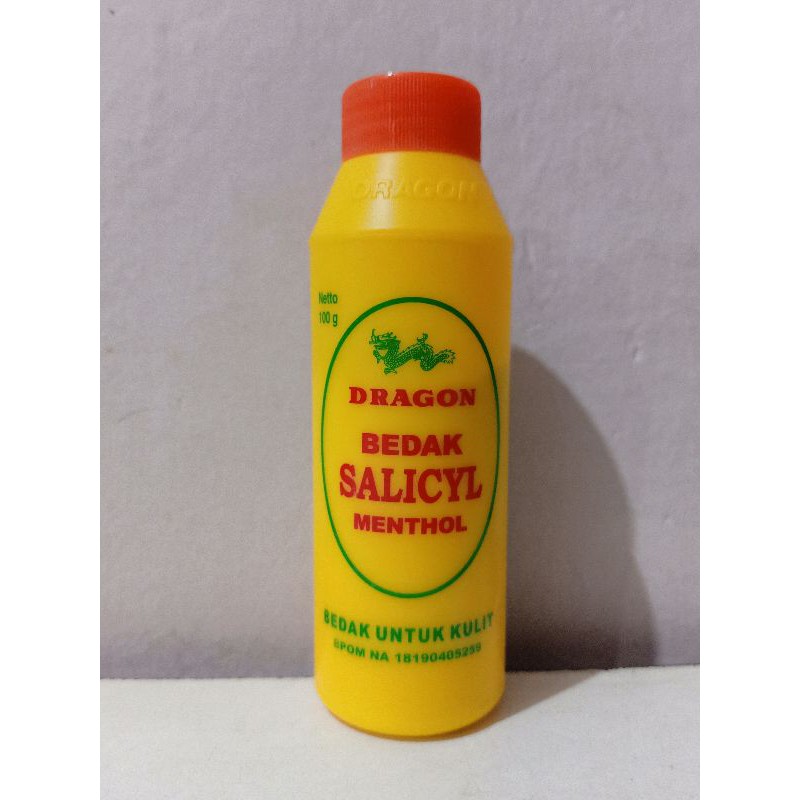 DRAGON
Netto
100 g
DRAGON
BEDAK
SALICYL
MENTHOL
BEDAK UNTUK KULIT
BPOM NA 18190405259